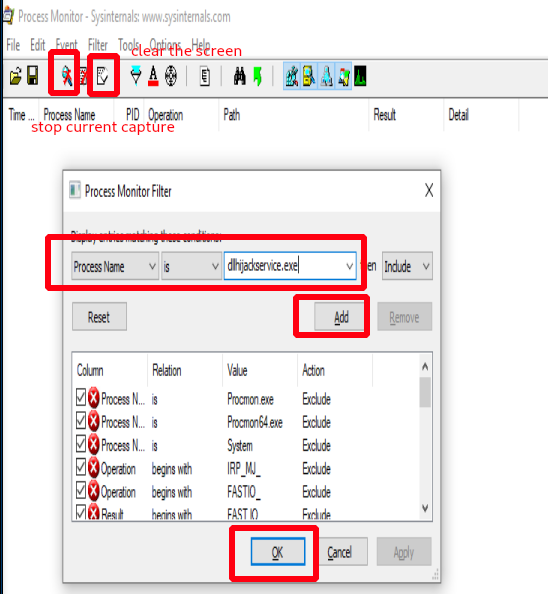 Process Monitor - Sysinternals: www.sysinternals.com
File Edit Event Filter Tools Options Help
clear the screen
Time ... Process Name PID Operation Path Result Detail
stop current capture
Process Monitor Filter
Display entries matching these conditions:
Process Name is dllhijackservice.exe then Include
Reset Add Remove
Column Relation Value Action
Process N... is Procmon.exe Exclude
Process N... is Procmon64.exe Exclude
Process N... is System Exclude
Operation begins with IRP_MJ_ Exclude
Operation begins with FASTIO_ Exclude
Result begins with FAST IO Exclude
OK Cancel Apply